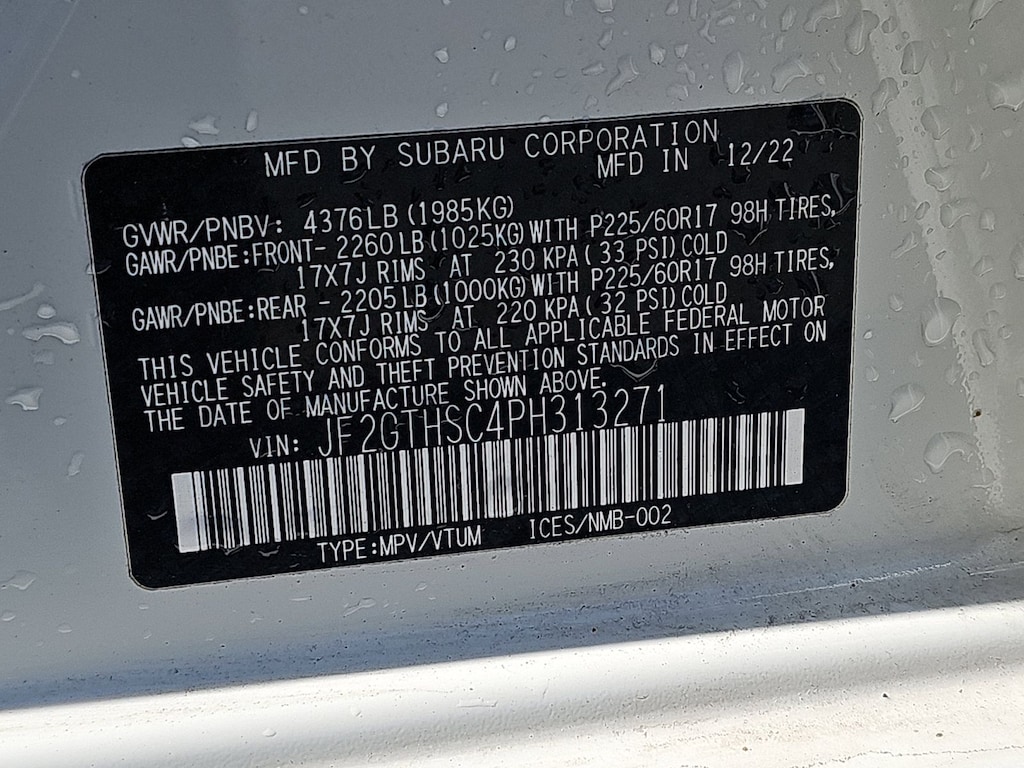 MFD BY SUBARU CORPORATION
MFD IN 12/22
GVWR/PNBV: 4376LB(1985KG)
GAWR/PNBE:FRONT- 2260LB(1025KG)WITH P225/60R17 98H TIRES,
17X7J RIMS AT 230 KPA(33 PSI)COLD
GAWR/PNBE:REAR - 2205LB(1000KG)WITH P225/60R17 98H TIRES,
17X7J RIMS AT 220 KPA(32 PSI)COLD
THIS VEHICLE CONFORMS TO ALL APPLICABLE FEDERAL MOTOR
VEHICLE SAFETY AND THEFT PREVENTION STANDARDS IN EFFECT ON
THE DATE OF MANUFACTURE SHOWN ABOVE.
VIN: JF2GTHSC4PH313271
TYPE:MPV/VTUM ICES/NMB-002